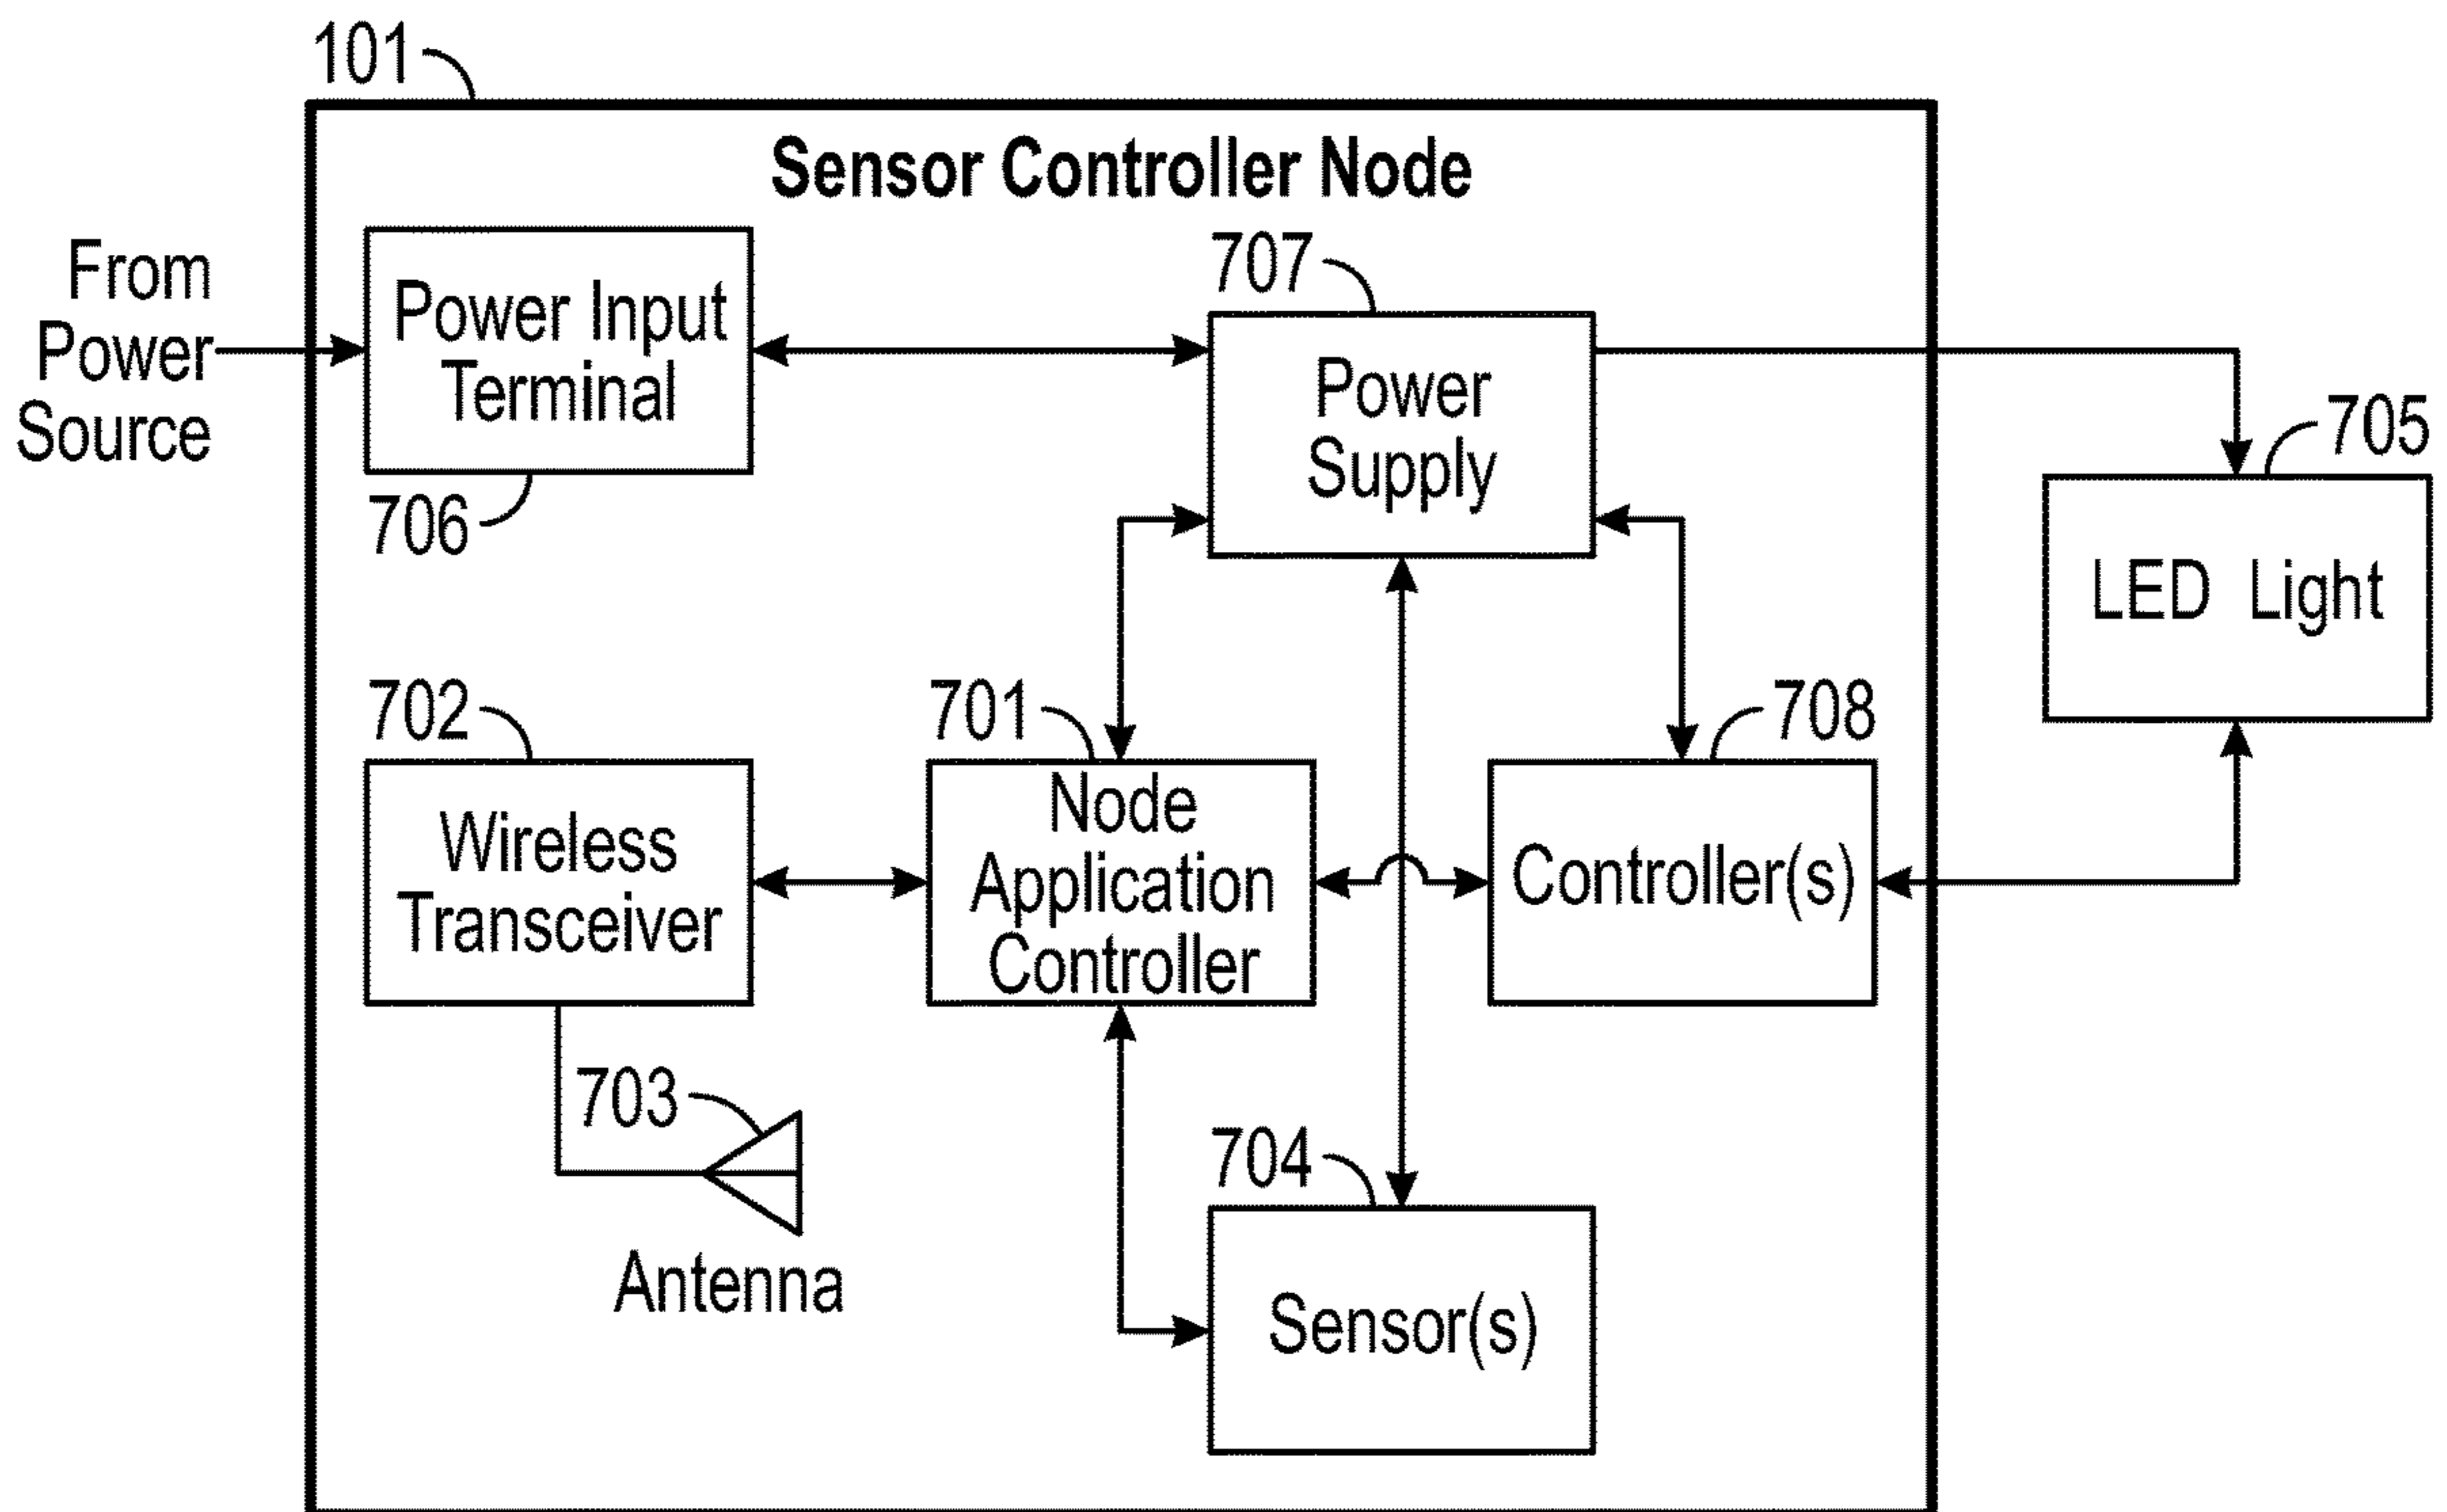 101
Sensor Controller Node
From
Power
Source
Power Input
Terminal
706
707
Power
Supply
705
LED Light
702
Wireless
Transceiver
701
Node
Application
Controller
708
Controller(s)
703
Antenna
704
Sensor(s)